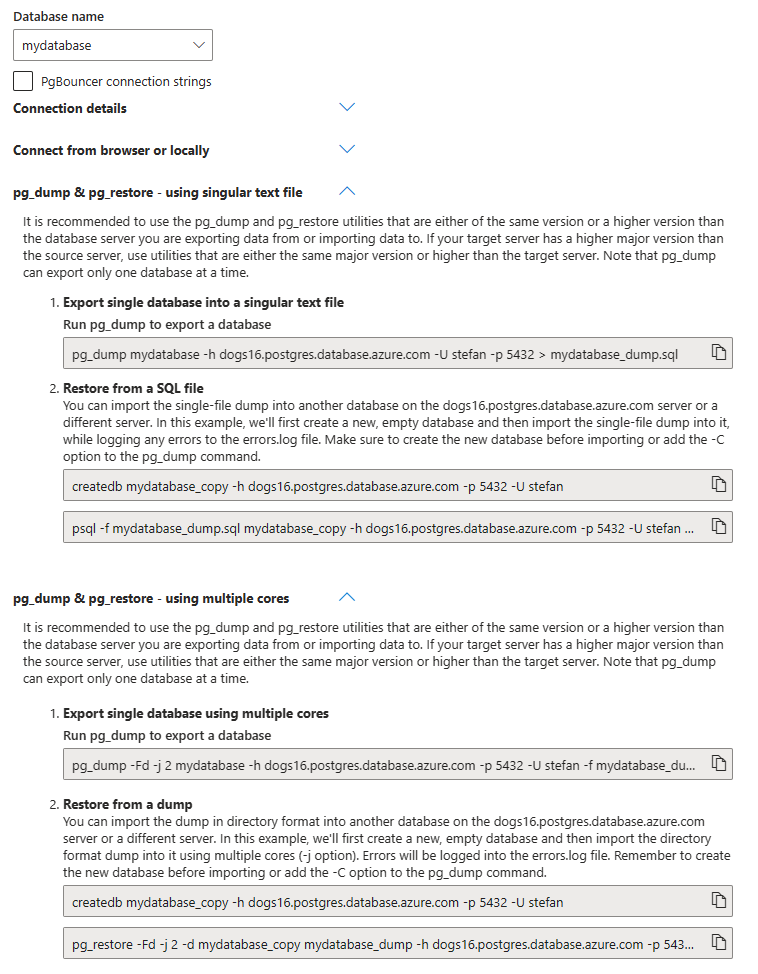 Database name
mydatabase
PgBouncer connection strings
Connection details
Connect from browser or locally
pg_dump & pg_restore - using singular text file
It is recommended to use the pg_dump and pg_restore utilities that are either of the same version or a higher version than
the database server you are exporting data from or importing data to. If your target server has a higher major version than
the source server, use utilities that are either the same major version or higher than the target server. Note that pg_dump
can export only one database at a time.
1. Export single database into a singular text file
Run pg_dump to export a database
pg_dump mydatabase -h dogs16.postgres.database.azure.com -U stefan -p 5432 > mydatabase_dump.sql
2. Restore from a SQL file
You can import the single-file dump into another database on the dogs16.postgres.database.azure.com server or a
different server. In this example, we'll first create a new, empty database and then import the single-file dump into it,
while logging any errors to the errors.log file. Make sure to create the new database before importing or add the -C
option to the pg_dump command.
createdb mydatabase_copy -h dogs16.postgres.database.azure.com -p 5432 -U stefan
psql -f mydatabase_dump.sql mydatabase_copy -h dogs16.postgres.database.azure.com -p 5432 -U stefan ...
pg_dump & pg_restore - using multiple cores
It is recommended to use the pg_dump and pg_restore utilities that are either of the same version or a higher version than
the database server you are exporting data from or importing data to. If your target server has a higher major version than
the source server, use utilities that are either the same major version or higher than the target server. Note that pg_dump
can export only one database at a time.
1. Export single database using multiple cores
Run pg_dump to export a database
pg_dump -Fd -j 2 mydatabase -h dogs16.postgres.database.azure.com -p 5432 -U stefan -f mydatabase_du...
2. Restore from a dump
You can import the dump in directory format into another database on the dogs16.postgres.database.azure.com
server or a different server. In this example, we'll first create a new, empty database and then import the directory
format dump into it using multiple cores (-j option). Errors will be logged into the errors.log file. Remember to create
the new database before importing or add the -C option to the pg_dump command.
createdb mydatabase_copy -h dogs16.postgres.database.azure.com -p 5432 -U stefan
pg_restore -Fd -j 2 -d mydatabase_copy mydatabase_dump -h dogs16.postgres.database.azure.com -p 543...